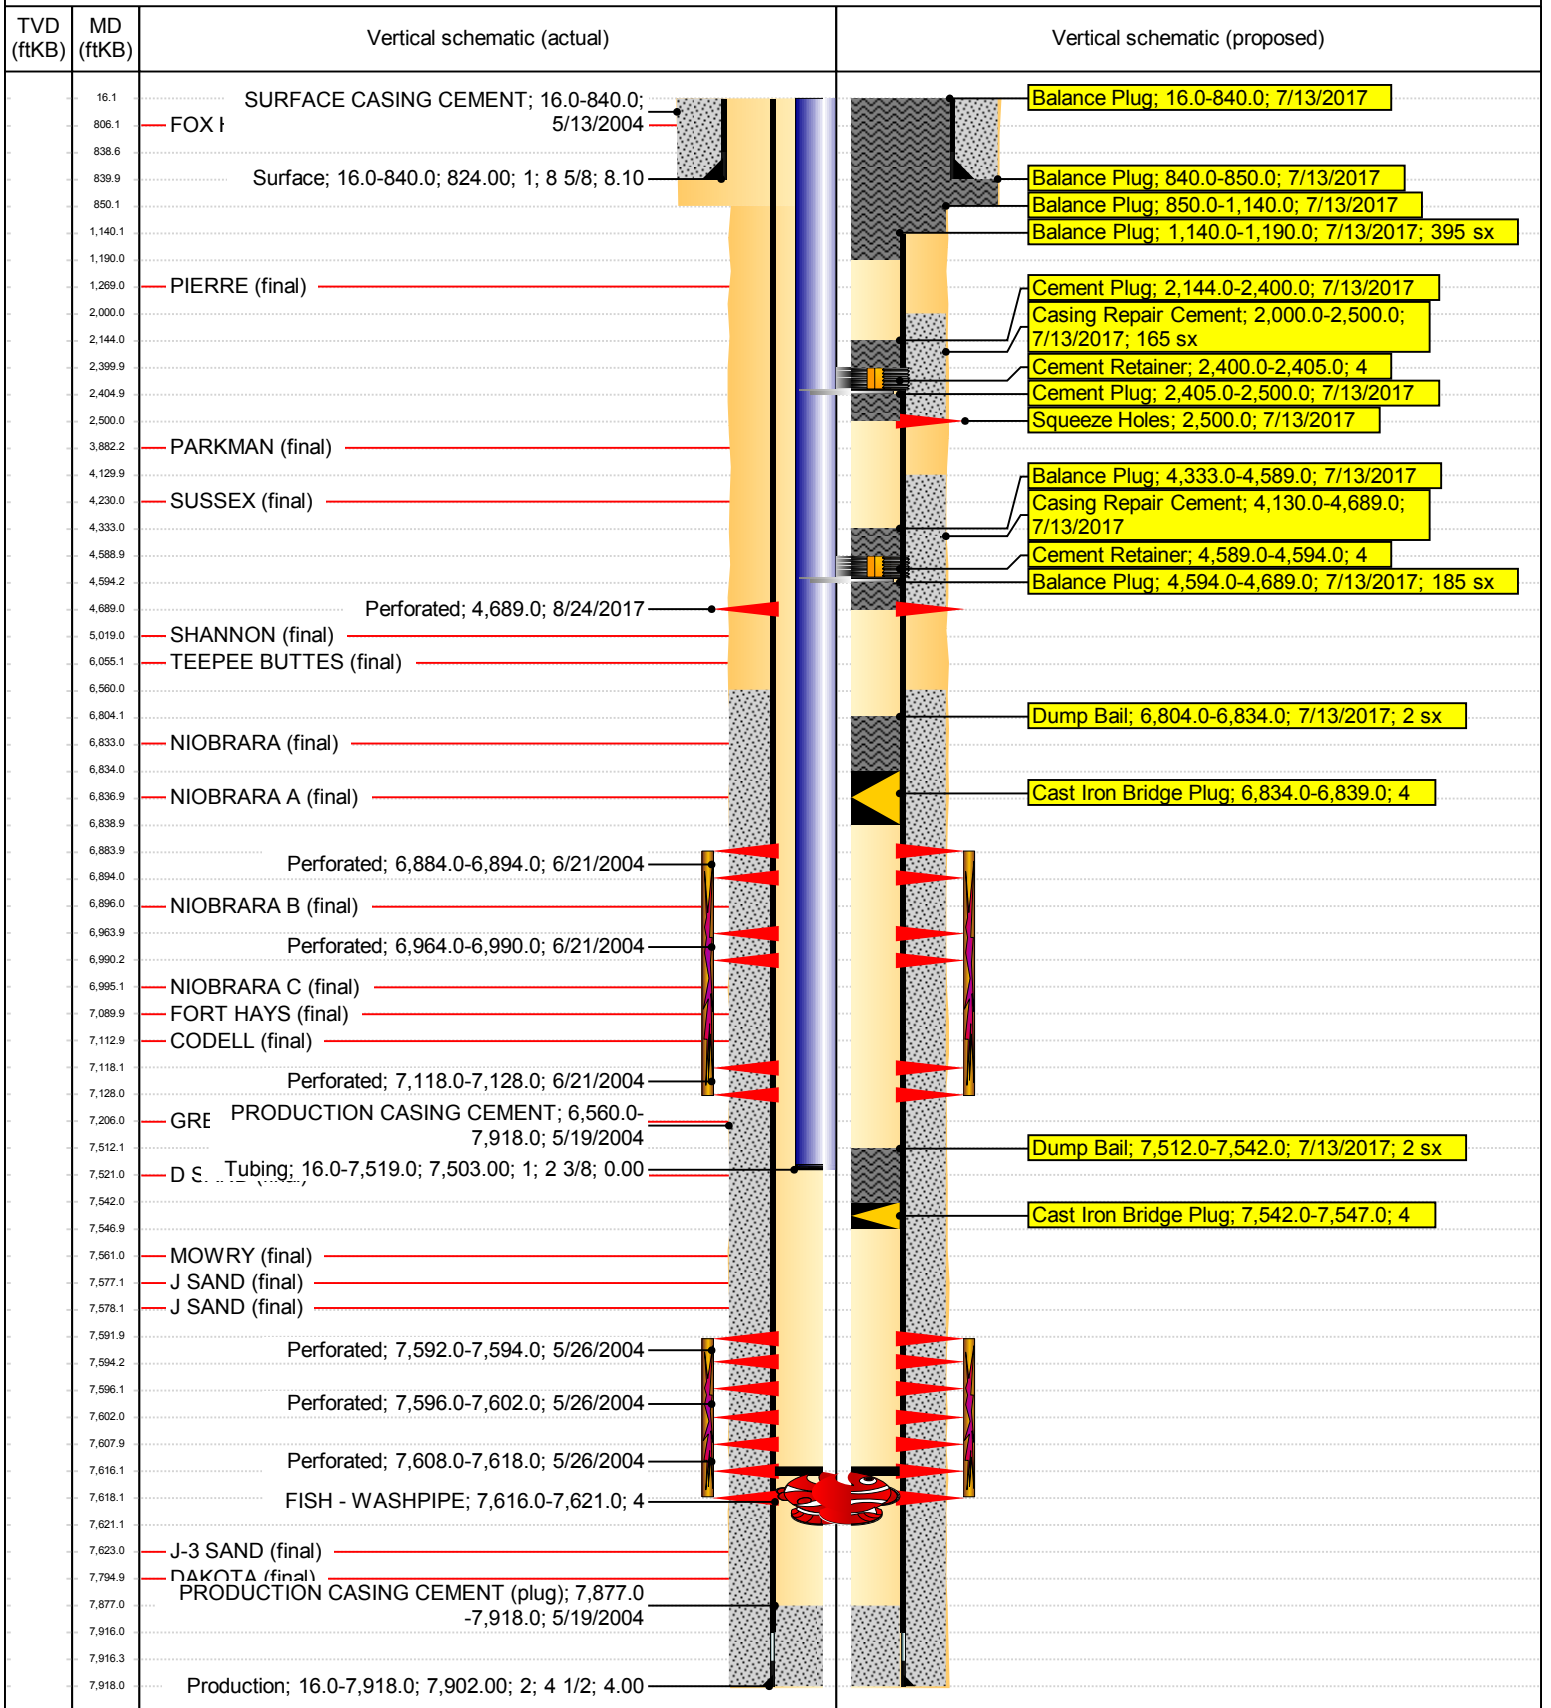 TVD (ftKB)
MD (ftKB)
Vertical schematic (actual)
Vertical schematic (proposed)
16.1
806.1
838.6
839.9
850.1
1,140.1
1,190.0
1,269.0
2,000.0
2,144.0
2,399.9
2,404.9
2,500.0
3,882.2
4,129.9
4,230.0
4,333.0
4,588.9
4,594.2
4,689.0
5,019.0
6,055.1
6,560.0
6,804.1
6,833.0
6,834.0
6,836.9
6,838.9
6,883.9
6,894.0
6,896.0
6,963.9
6,990.2
6,995.1
7,089.9
7,112.9
7,118.1
7,128.0
7,206.0
7,512.1
7,521.0
7,542.0
7,546.9
7,561.0
7,577.1
7,578.1
7,591.9
7,594.2
7,596.1
7,602.0
7,607.9
7,616.1
7,618.1
7,621.1
7,623.0
7,794.9
7,877.0
7,916.0
7,916.3
7,918.0
SURFACE CASING CEMENT; 16.0-840.0;
5/13/2004
FOX
Surface; 16.0-840.0; 824.00; 1; 8 5/8; 8.10
PIERRE (final)
PARKMAN (final)
SUSSEX (final)
Perforated; 4,689.0; 8/24/2017
SHANNON (final)
TEEPEE BUTTES (final)
NIOBRARA (final)
NIOBRARA A (final)
Perforated; 6,884.0-6,894.0; 6/21/2004
NIOBRARA B (final)
Perforated; 6,964.0-6,990.0; 6/21/2004
NIOBRARA C (final)
FORT HAYS (final)
CODELL (final)
Perforated; 7,118.0-7,128.0; 6/21/2004
GRE
PRODUCTION CASING CEMENT; 6,560.0-
7,918.0; 5/19/2004
Tubing; 16.0-7,519.0; 7,503.00; 1; 2 3/8; 0.00
D SAND (final)
MOWRY (final)
J SAND (final)
J SAND (final)
Perforated; 7,592.0-7,594.0; 5/26/2004
Perforated; 7,596.0-7,602.0; 5/26/2004
Perforated; 7,608.0-7,618.0; 5/26/2004
FISH - WASHPIPE; 7,616.0-7,621.0; 4
J-3 SAND (final)
DAKOTA (final)
PRODUCTION CASING CEMENT (plug); 7,877.0
-7,918.0; 5/19/2004
Production; 16.0-7,918.0; 7,902.00; 2; 4 1/2; 4.00
Balance Plug; 16.0-840.0; 7/13/2017
Balance Plug; 840.0-850.0; 7/13/2017
Balance Plug; 850.0-1,140.0; 7/13/2017
Balance Plug; 1,140.0-1,190.0; 7/13/2017; 395 sx
Cement Plug; 2,144.0-2,400.0; 7/13/2017
Casing Repair Cement; 2,000.0-2,500.0;
7/13/2017; 165 sx
Cement Retainer; 2,400.0-2,405.0; 4
Cement Plug; 2,405.0-2,500.0; 7/13/2017
Squeeze Holes; 2,500.0; 7/13/2017
Balance Plug; 4,333.0-4,589.0; 7/13/2017
Casing Repair Cement; 4,130.0-4,689.0;
7/13/2017
Cement Retainer; 4,589.0-4,594.0; 4
Balance Plug; 4,594.0-4,689.0; 7/13/2017; 185 sx
Dump Bail; 6,804.0-6,834.0; 7/13/2017; 2 sx
Cast Iron Bridge Plug; 6,834.0-6,839.0; 4
Dump Bail; 7,512.0-7,542.0; 7/13/2017; 2 sx
Cast Iron Bridge Plug; 7,542.0-7,547.0; 4